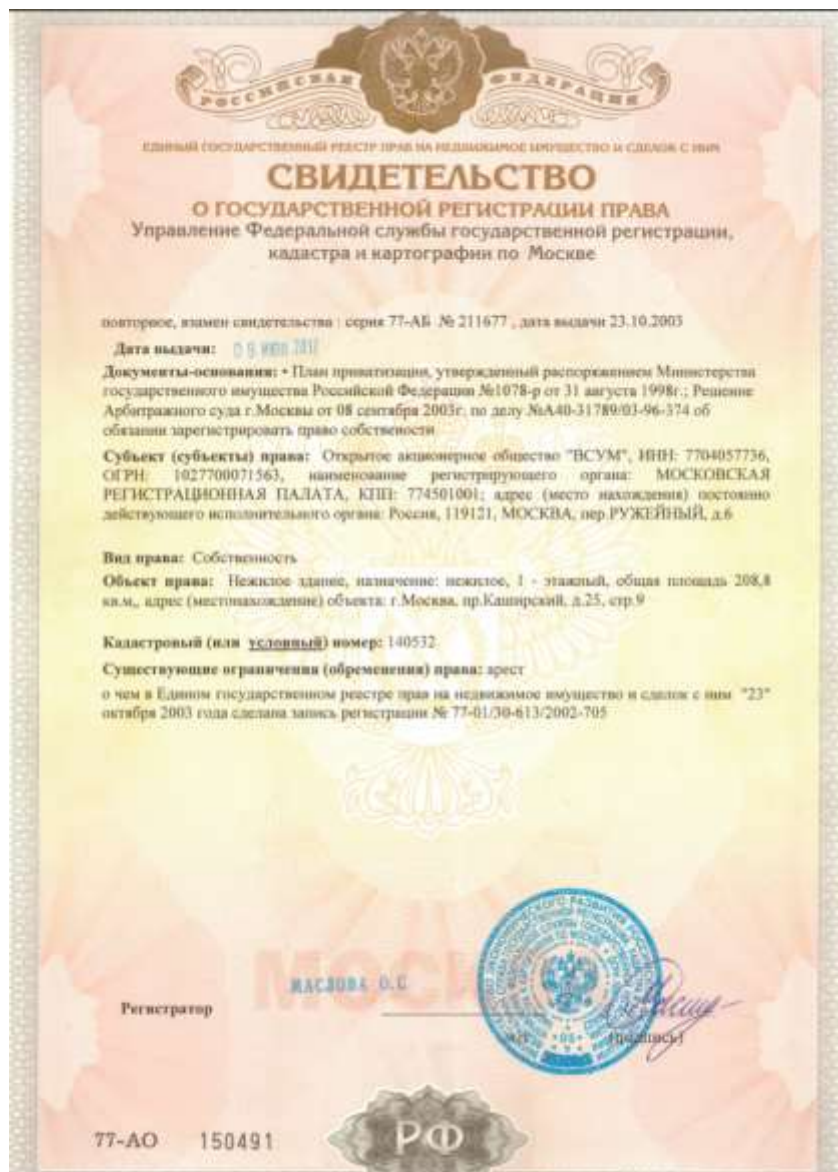 РОССИЙСКАЯ ФЕДЕРАЦИЯ
ЕДИНЫЙ ГОСУДАРСТВЕННЫЙ РЕЕСТР ПРАВ НА НЕДВИЖИМОЕ ИМУЩЕСТВО И СДЕЛОК С НИМ
СВИДЕТЕЛЬСТВО
О ГОСУДАРСТВЕННОЙ РЕГИСТРАЦИИ ПРАВА
Управление Федеральной службы государственной регистрации,
кадастра и картографии по Москве
повторное, взамен свидетельства : серия 77-АБ № 211677 , дата выдачи 23.10.2003
Дата выдачи: 09
Документы-основания: • План приватизации, утвержденный распоряжением Министерства
государственного имущества Российской Федерации №1078-р от 31 августа 1998г.; Решение
Арбитражного суда г.Москвы от 08 сентября 2003г. по делу №А40-31789/03-96-374 об
обязании зарегистрировать право собствености
Субъект (субъекты) права: Открытое акционерное общество "ВСУМ", ИНН: 7704057736,
ОГРН: 1027700071563, наименование регистрирующего органа: МОСКОВСКАЯ
РЕГИСТРАЦИОННАЯ ПАЛАТА, КПП: 774501001; адрес (место нахождения) постоянно
действующего исполнительного органа: Россия, 119121, МОСКВА, пер.РУЖЕЙНЫЙ, д.6
Вид права: Собственность
Объект права: Нежилое здание, назначение: нежилое, 1 - этажный, общая площадь 208,8
кв.м., адрес (местонахождение) объекта: г.Москва, пр.Каширский, д.25, стр.9
Кадастровый (или условный) номер: 140532
Существующие ограничения (обременения) права: арест
о чем в Едином государственном реестре прав на недвижимое имущество и сделок с ним "23"
октября 2003 года сделана запись регистрации № 77-01/30-613/2002-705
МОС
МАСЛОВА О.С
Регистратор
(подпись)
77-АО 150491
РФ